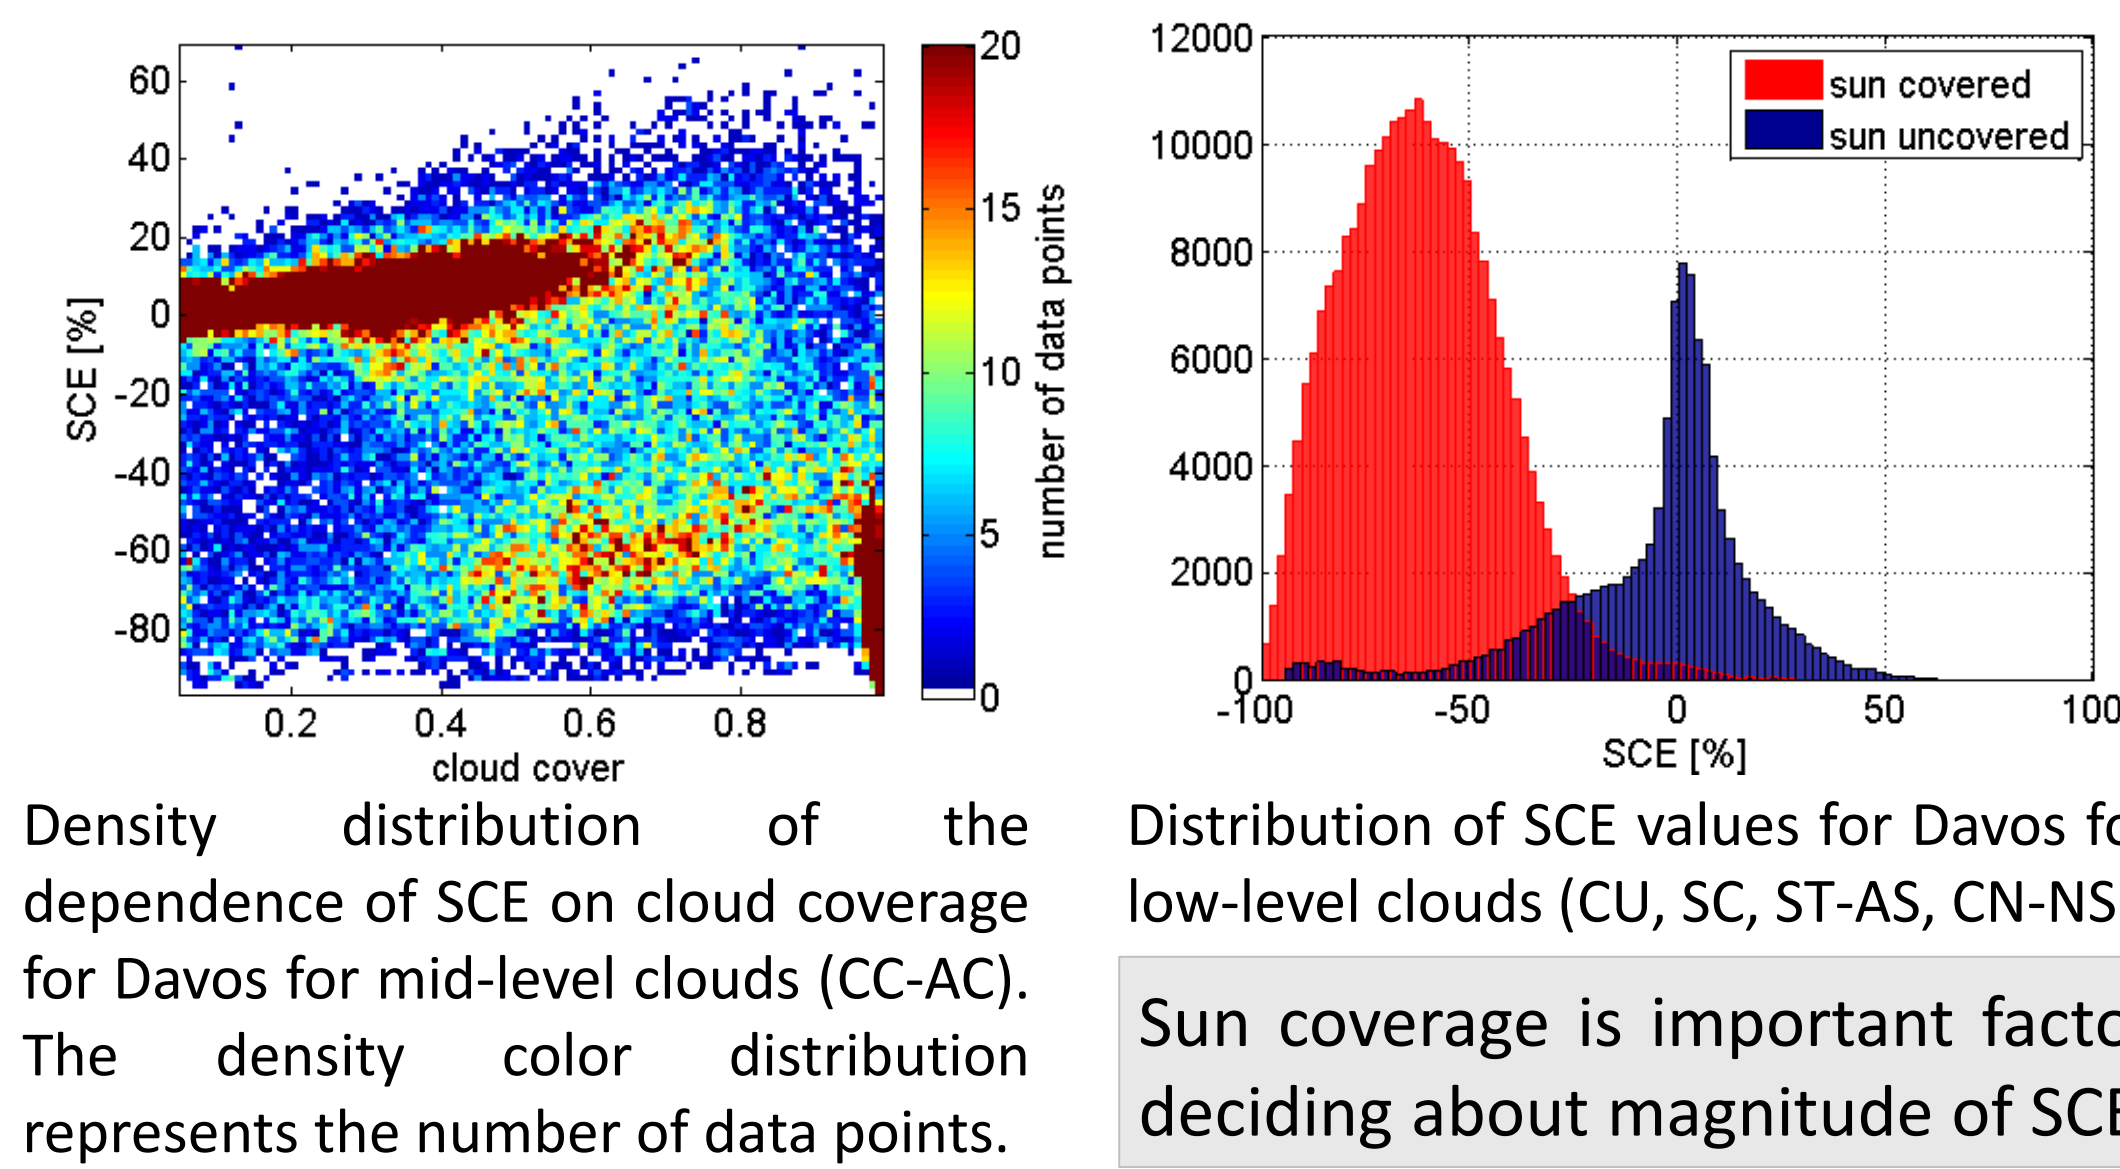 60
40
20
0
-20
-40
-60
-80
SCE [%]
0.2 0.4 0.6 0.8
cloud cover
20
15
10
5
0
number of data points
12000
10000
8000
6000
4000
2000
0
-100 -50 0 50 100
SCE [%]
sun covered
sun uncovered
Density distribution of the
dependence of SCE on cloud coverage
for Davos for mid-level clouds (CC-AC).
The density color distribution
represents the number of data points.
Distribution of SCE values for Davos fo
low-level clouds (CU, SC, ST-AS, CN-NS
Sun coverage is important facto
deciding about magnitude of SCE